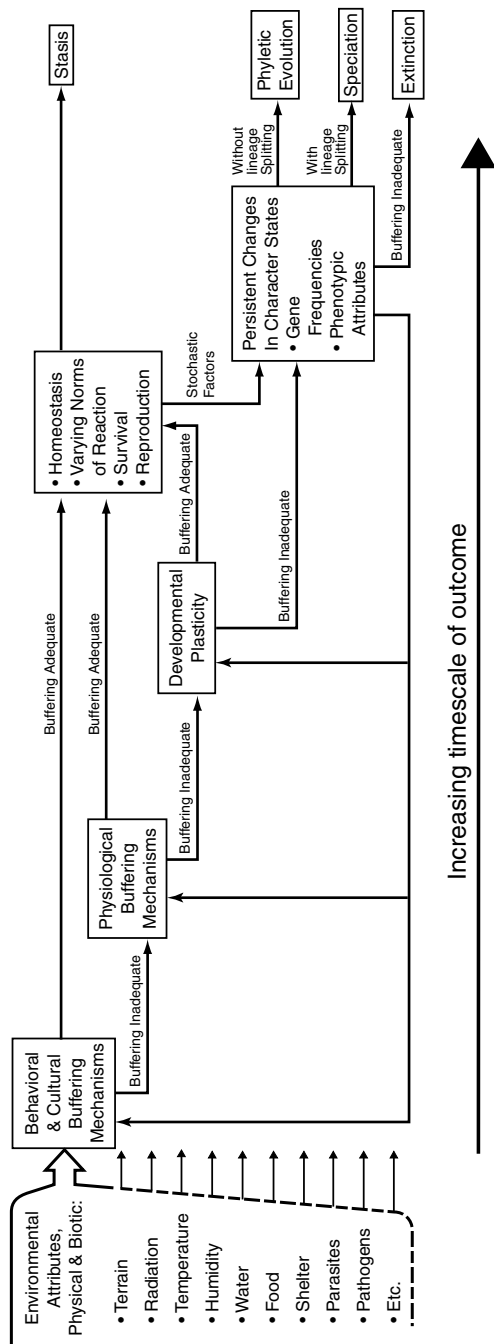 Environmental
Attributes,
Physical & Biotic:
• Terrain
• Radiation
• Temperature
• Humidity
• Water
• Food
• Shelter
• Parasites
• Pathogens
• Etc.
Behavioral
& Cultural
Buffering
Mechanisms
Buffering Adequate
Buffering Inadequate
Physiological
Buffering
Mechanisms
Buffering Adequate
Buffering Inadequate
Developmental
Plasticity
Buffering Adequate
Buffering Inadequate
• Homeostasis
• Varying Norms
of Reaction
• Survival
• Reproduction
Stochastic
Factors
Stasis
Persistent Changes
In Character States
• Gene
Frequencies
• Phenotypic
Attributes
Without
lineage
Splitting
Phyletic
Evolution
With
lineage
Splitting
Speciation
Buffering Inadequate
Extinction
Increasing timescale of outcome